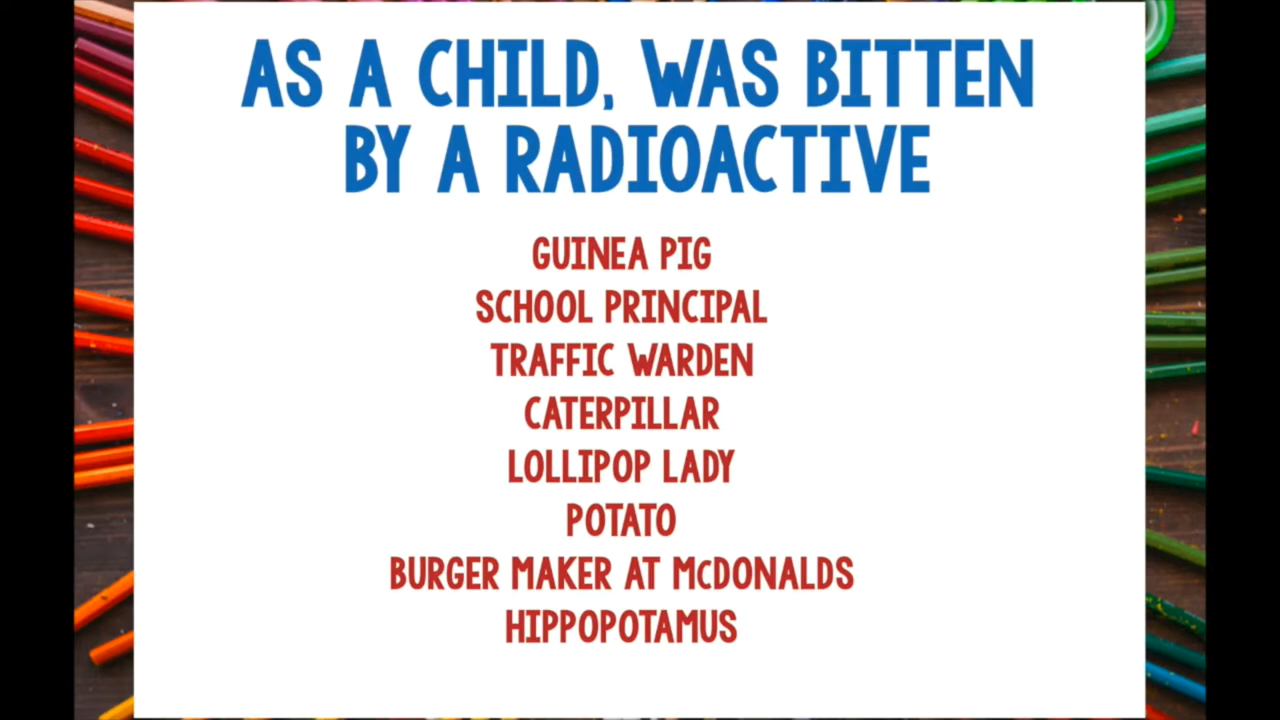 AS A CHILD, WAS BITTEN
BY A RADIOACTIVE
GUINEA PIG
SCHOOL PRINCIPAL
TRAFFIC WARDEN
CATERPILLAR
LOLLIPOP LADY
POTATO
BURGER MAKER AT McDONALDS
HIPPOPOTAMUS